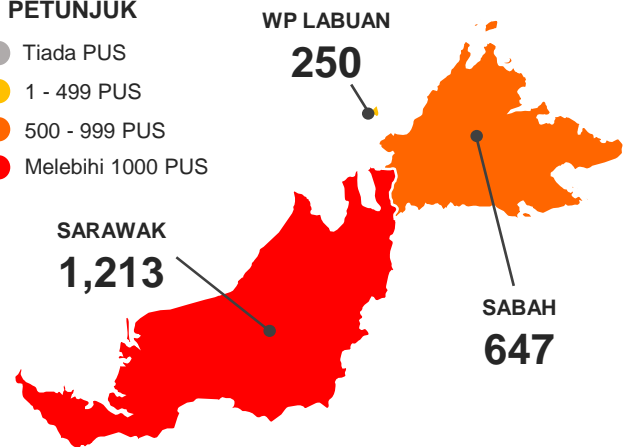 PETUNJUK
Tiada PUS
1 - 499 PUS
500 - 999 PUS
Melebihi 1000 PUS
WP LABUAN
250
SARAWAK
1,213
SABAH
647